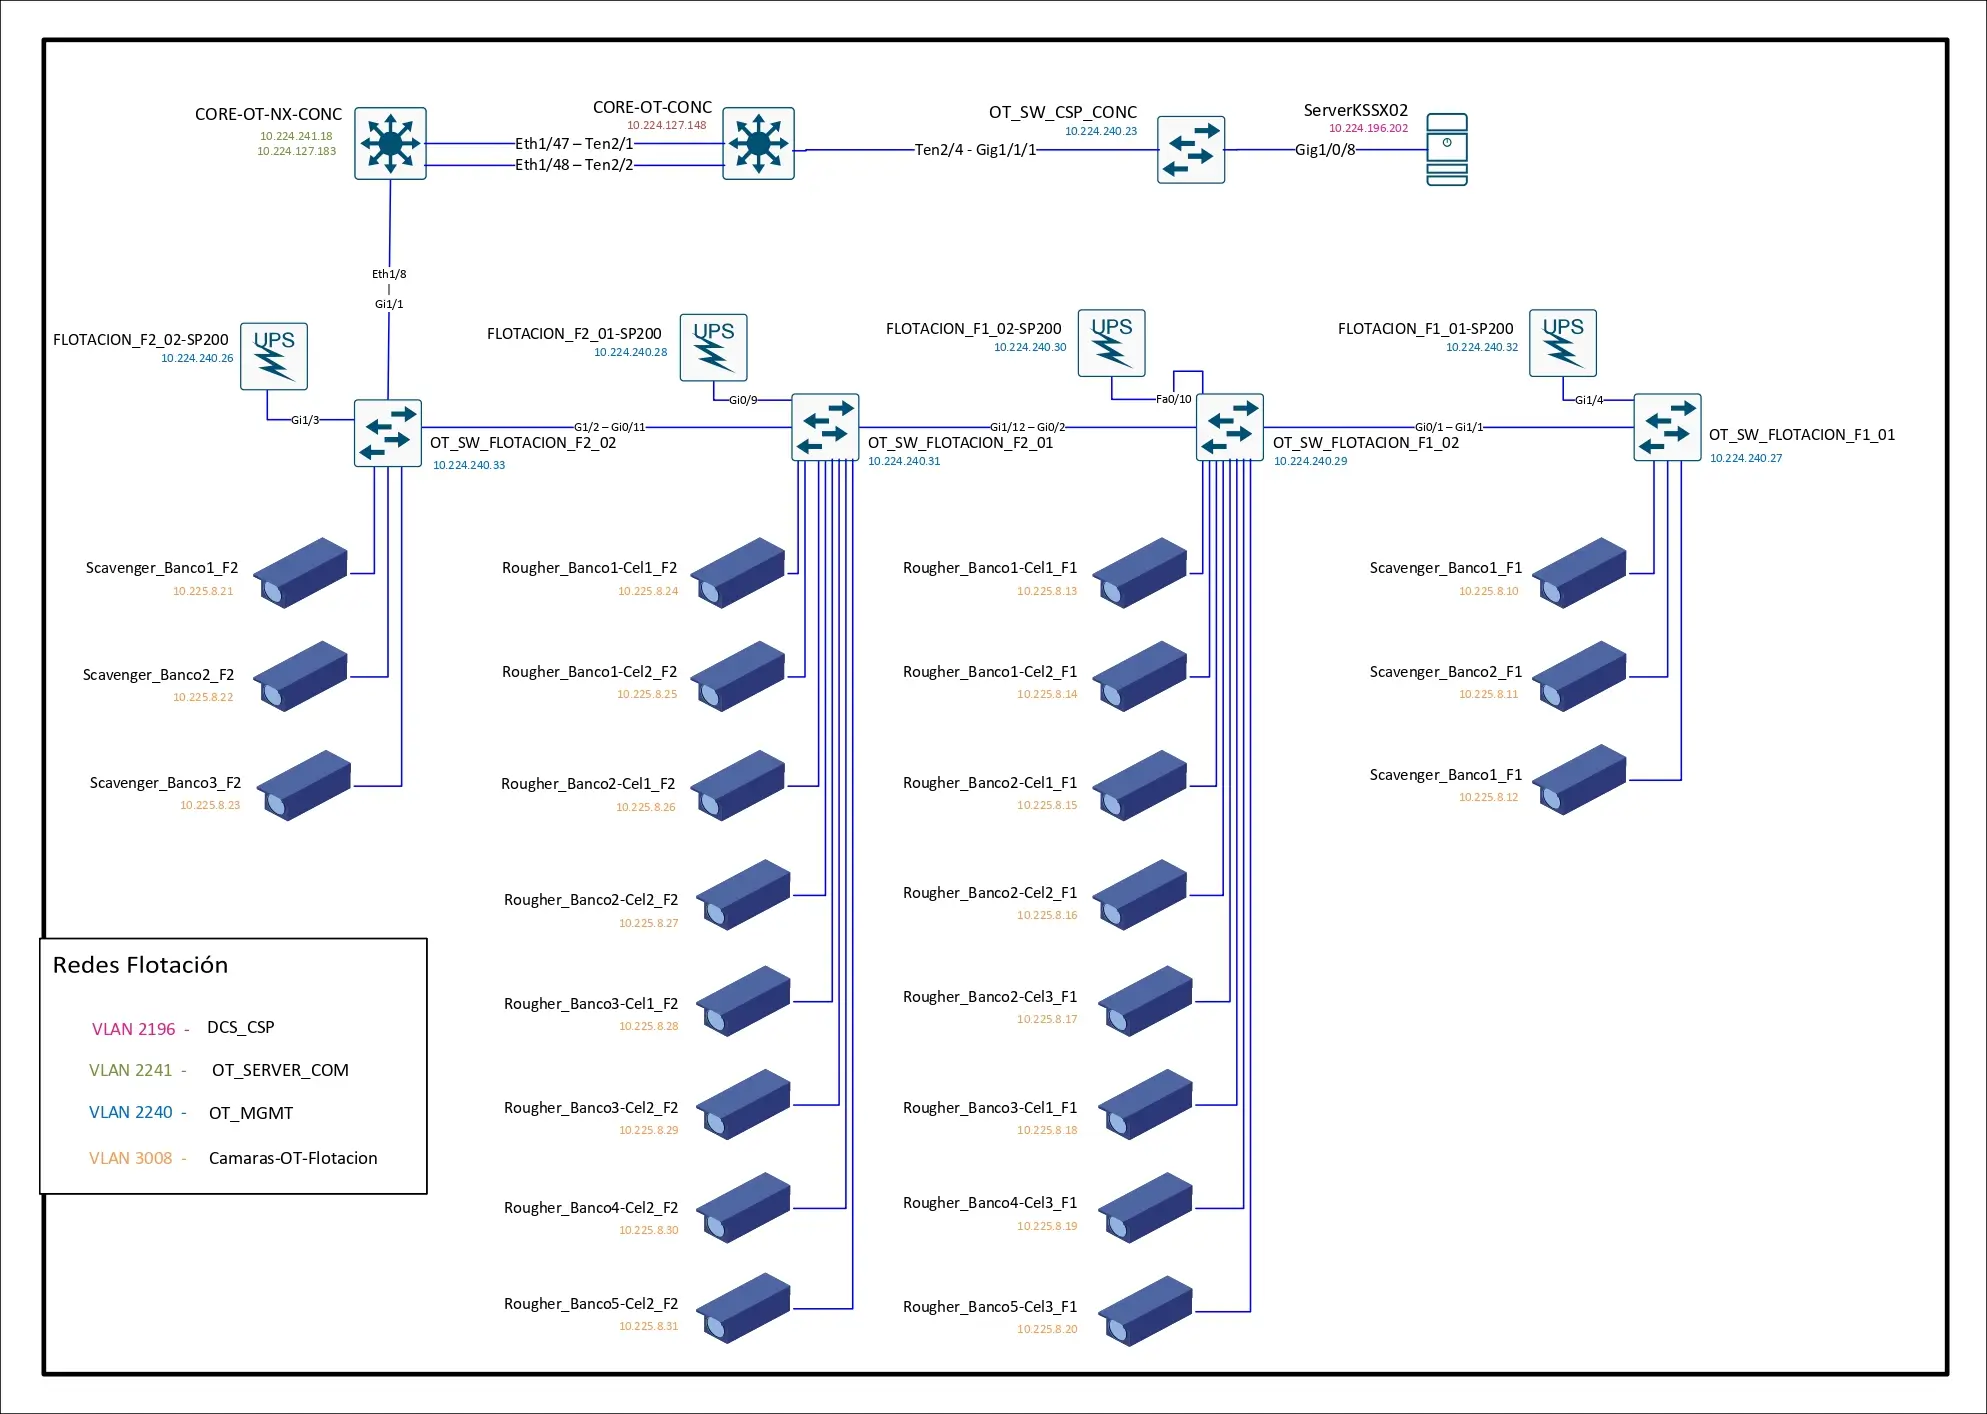 CORE-OT-NX-CONC
10.224.241.18
10.224.127.183
Eth1/47 – Ten2/1
Eth1/48 – Ten2/2
CORE-OT-CONC
10.224.127.148
Ten2/4 - Gig1/1/1
OT_SW_CSP_CONC
10.224.240.23
Gig1/0/8
ServerKSSX02
10.224.196.202
Eth1/8
|
Gi1/1
FLOTACION_F2_02-SP200
10.224.240.26
UPS
Gi1/3
FLOTACION_F2_01-SP200
10.224.240.28
UPS
Gi0/9
FLOTACION_F1_02-SP200
10.224.240.30
UPS
Fa0/10
FLOTACION_F1_01-SP200
10.224.240.32
UPS
Gi1/4
OT_SW_FLOTACION_F2_02
10.224.240.33
G1/2 – Gi0/11
OT_SW_FLOTACION_F2_01
10.224.240.31
Gi1/12 – Gi0/2
OT_SW_FLOTACION_F1_02
10.224.240.29
Gi0/1 – Gi1/1
OT_SW_FLOTACION_F1_01
10.224.240.27
Scavenger_Banco1_F2
10.225.8.21
Scavenger_Banco2_F2
10.225.8.22
Scavenger_Banco3_F2
10.225.8.23
Rougher_Banco1-Cel1_F2
10.225.8.24
Rougher_Banco1-Cel2_F2
10.225.8.25
Rougher_Banco2-Cel1_F2
10.225.8.26
Rougher_Banco2-Cel2_F2
10.225.8.27
Rougher_Banco3-Cel1_F2
10.225.8.28
Rougher_Banco3-Cel2_F2
10.225.8.29
Rougher_Banco4-Cel2_F2
10.225.8.30
Rougher_Banco5-Cel2_F2
10.225.8.31
Rougher_Banco1-Cel1_F1
10.225.8.13
Rougher_Banco1-Cel2_F1
10.225.8.14
Rougher_Banco2-Cel1_F1
10.225.8.15
Rougher_Banco2-Cel2_F1
10.225.8.16
Rougher_Banco2-Cel3_F1
10.225.8.17
Rougher_Banco3-Cel1_F1
10.225.8.18
Rougher_Banco4-Cel3_F1
10.225.8.19
Rougher_Banco5-Cel3_F1
10.225.8.20
Scavenger_Banco1_F1
10.225.8.10
Scavenger_Banco2_F1
10.225.8.11
Scavenger_Banco1_F1
10.225.8.12
Redes Flotación
VLAN 2196 - DCS_CSP
VLAN 2241 - OT_SERVER_COM
VLAN 2240 - OT_MGMT
VLAN 3008 - Camaras-OT-Flotacion